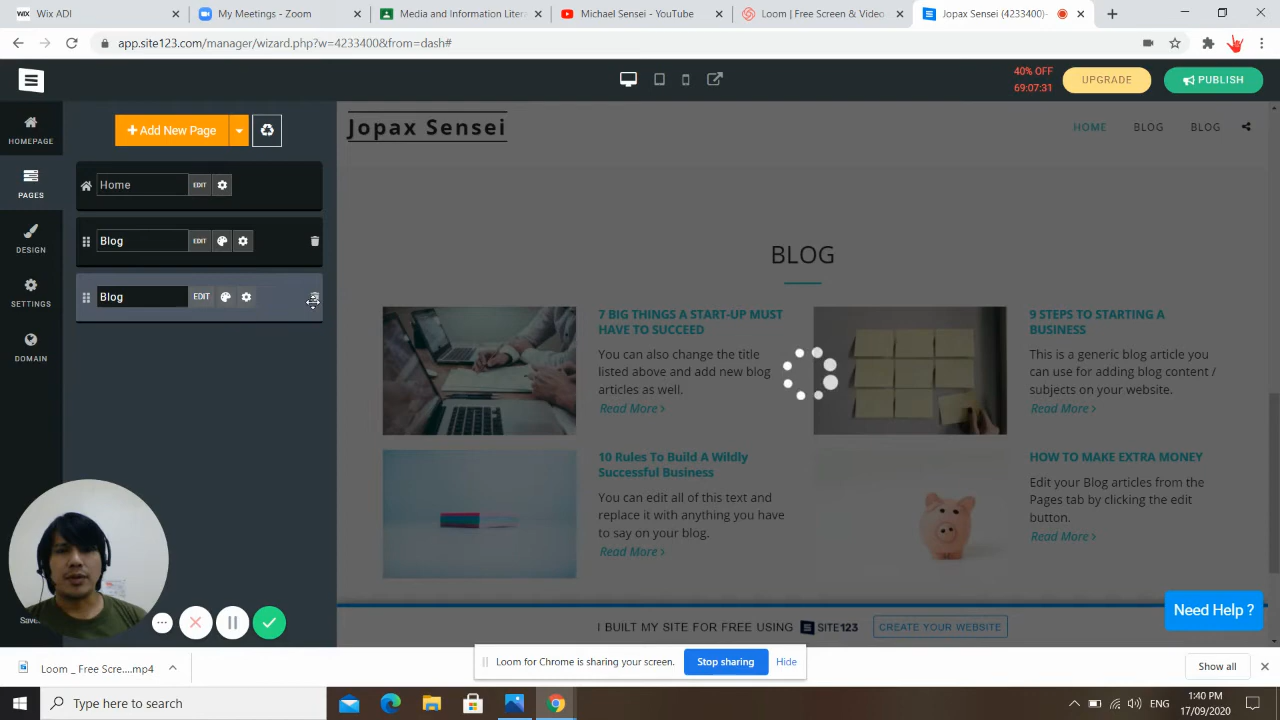 Wix ADI
My Meetings - Zoom
Media and Information Litera
Michael Sensei - YouTube
Loom | Free Screen & Video
Jopax Sensei (4233400)-
app.site123.com/manager/wizard.php?w=4233400&from=dash#
40% OFF
69:07:31
UPGRADE
PUBLISH
HOMEPAGE
PAGES
DESIGN
SETTINGS
DOMAIN
Add New Page
Home
EDIT
Blog
EDIT
Blog
EDIT
Jopax Sensei
HOME
BLOG
BLOG
BLOG
7 BIG THINGS A START-UP MUST
HAVE TO SUCCEED
You can also change the title
listed above and add new blog
articles as well.
Read More >
9 STEPS TO STARTING A
BUSINESS
This is a generic blog article you
can use for adding blog content /
subjects on your website.
Read More >
10 Rules To Build A Wildly
Successful Business
You can edit all of this text and
replace it with anything you have
to say on your blog.
Read More >
HOW TO MAKE EXTRA MONEY
Edit your Blog articles from the
Pages tab by clicking the edit
button.
Read More >
Need Help ?
I BUILT MY SITE FOR FREE USING
SITE123
CREATE YOUR WEBSITE
Loom for Chrome is sharing your screen.
Stop sharing
Hide
Loom _ Free Scre....mp4
Show all
Type here to search
ENG
1:40 PM
17/09/2020